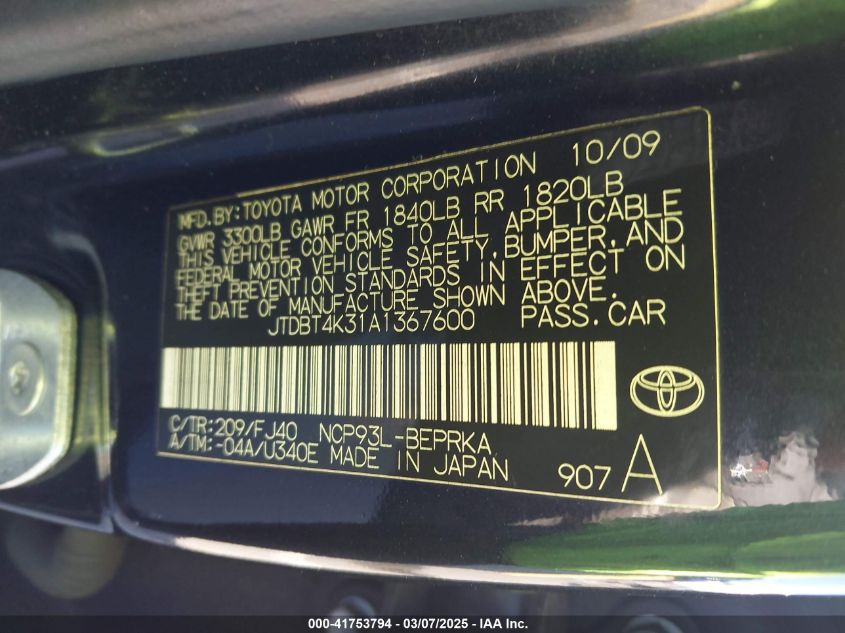 MFD.BY:TOYOTA MOTOR CORPORATION 10/09
GVWR 3300LB GAWR FR 1840LB RR 1820LB
THIS VEHICLE CONFORMS TO ALL APPLICABLE
FEDERAL MOTOR VEHICLE SAFETY,BUMPER,AND
THEFT PREVENTION STANDARDS IN EFFECT ON
THE DATE OF MANUFACTURE SHOWN ABOVE.
JTDBT4K31A1367600 PASS.CAR
C/TR:209/FJ40 NCP93L-BEPRKA
A/TM:-04A/U340E MADE IN JAPAN 907 A
000-41753794 - 03/07/2025 - IAA Inc.